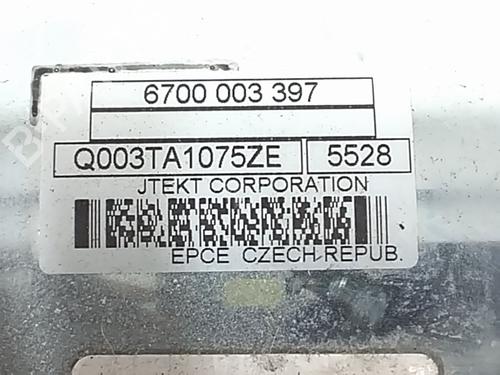 6700 003 397
Q003TA1075ZE 5528
JTEKT CORPORATION
EPCE CZECH REPUB.